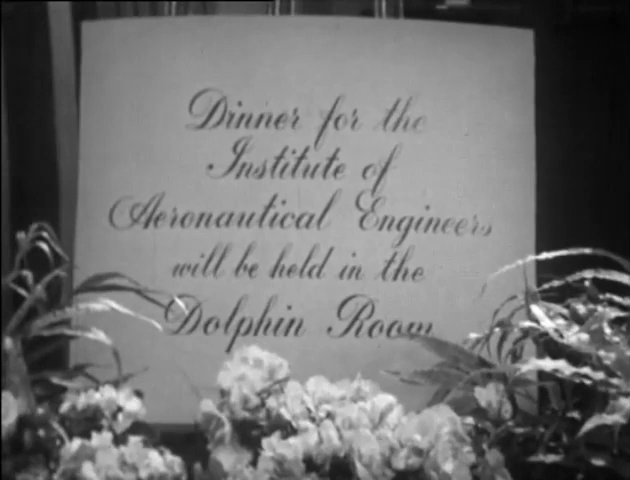 Dinner for the
Institute of
Aeronautical Engineers
will be held in the
Dolphin Room